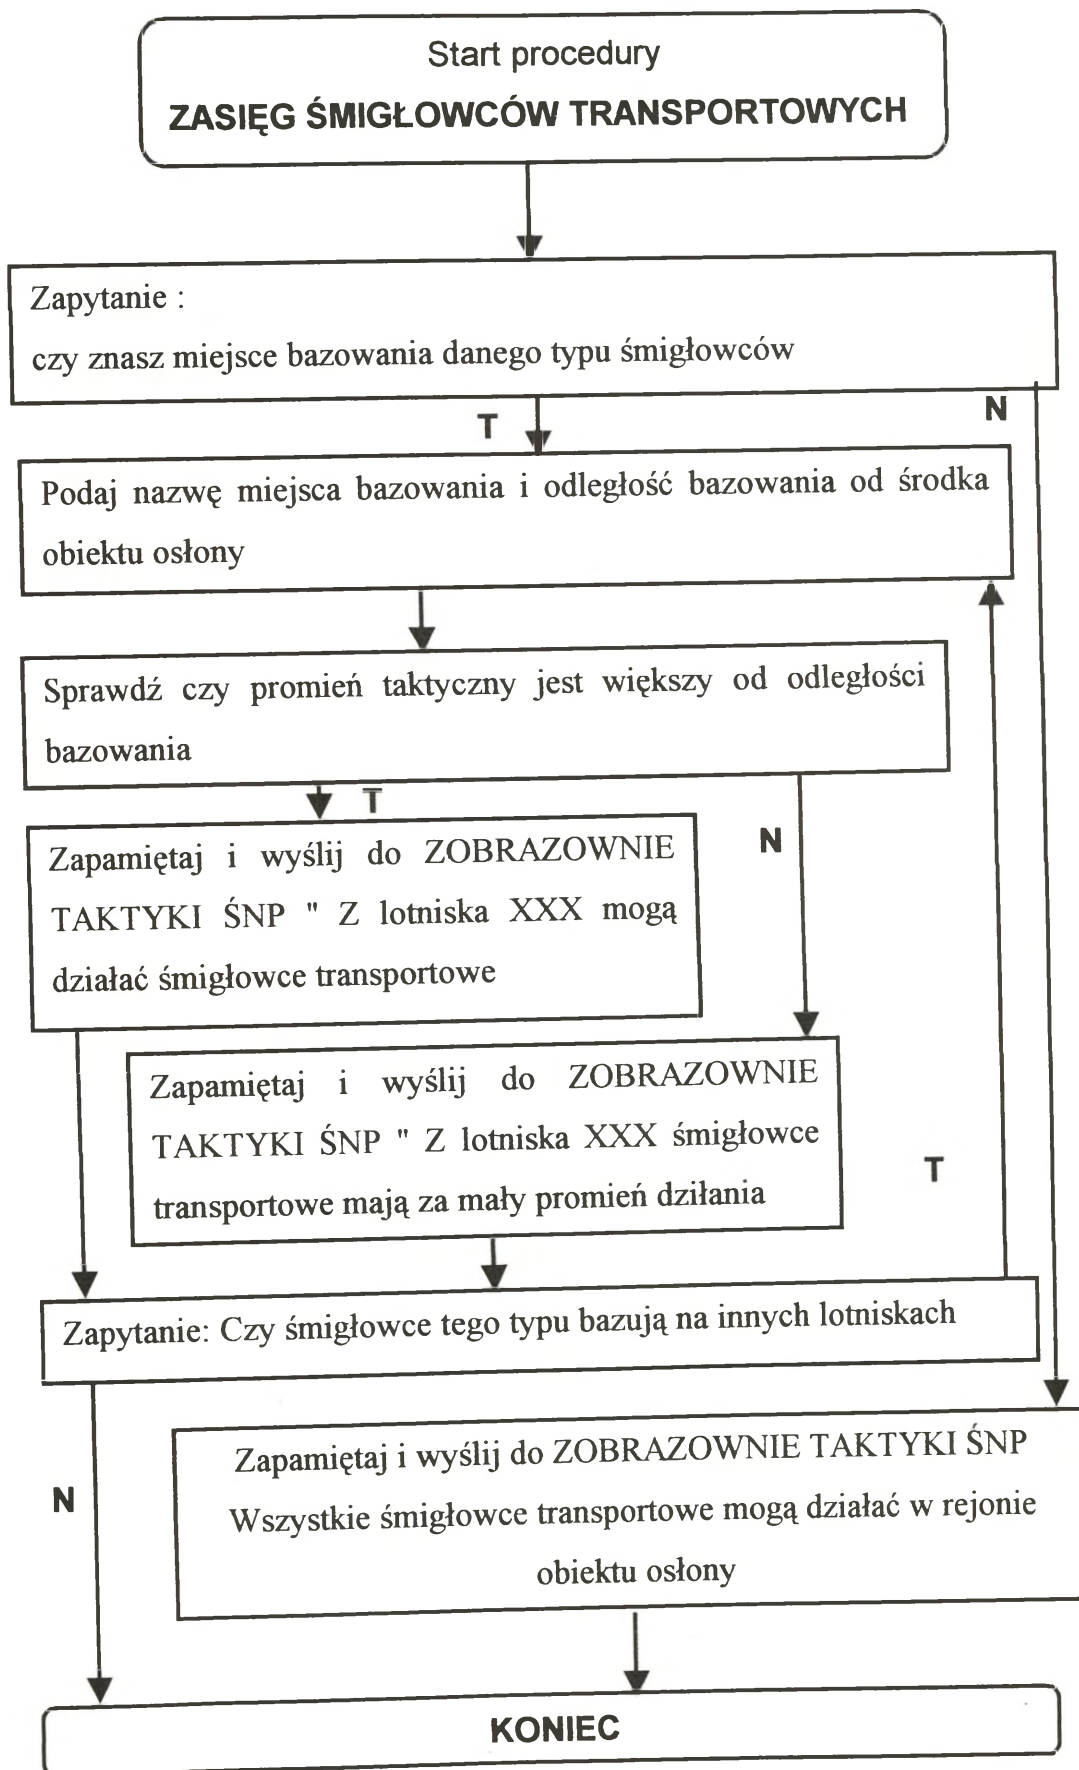 Start procedury
ZASIĘG ŚMIGŁOWCÓW TRANSPORTOWYCH
Zapytanie :
czy znasz miejsce bazowania danego typu śmigłowców
T
N
Podaj nazwę miejsca bazowania i odległość bazowania od środka
obiektu osłony
Sprawdź czy promień taktyczny jest większy od odległości
bazowania
T
N
Zapamiętaj i wyślij do ZOBRAZOWNIE
TAKTYKI ŚNP " Z lotniska XXX mogą
działać śmigłowce transportowe
Zapamiętaj i wyślij do ZOBRAZOWNIE
TAKTYKI ŚNP " Z lotniska XXX śmigłowce
transportowe mają za mały promień dziłania
T
Zapytanie: Czy śmigłowce tego typu bazują na innych lotniskach
N
Zapamiętaj i wyślij do ZOBRAZOWNIE TAKTYKI ŚNP
Wszystkie śmigłowce transportowe mogą działać w rejonie
obiektu osłony
KONIEC